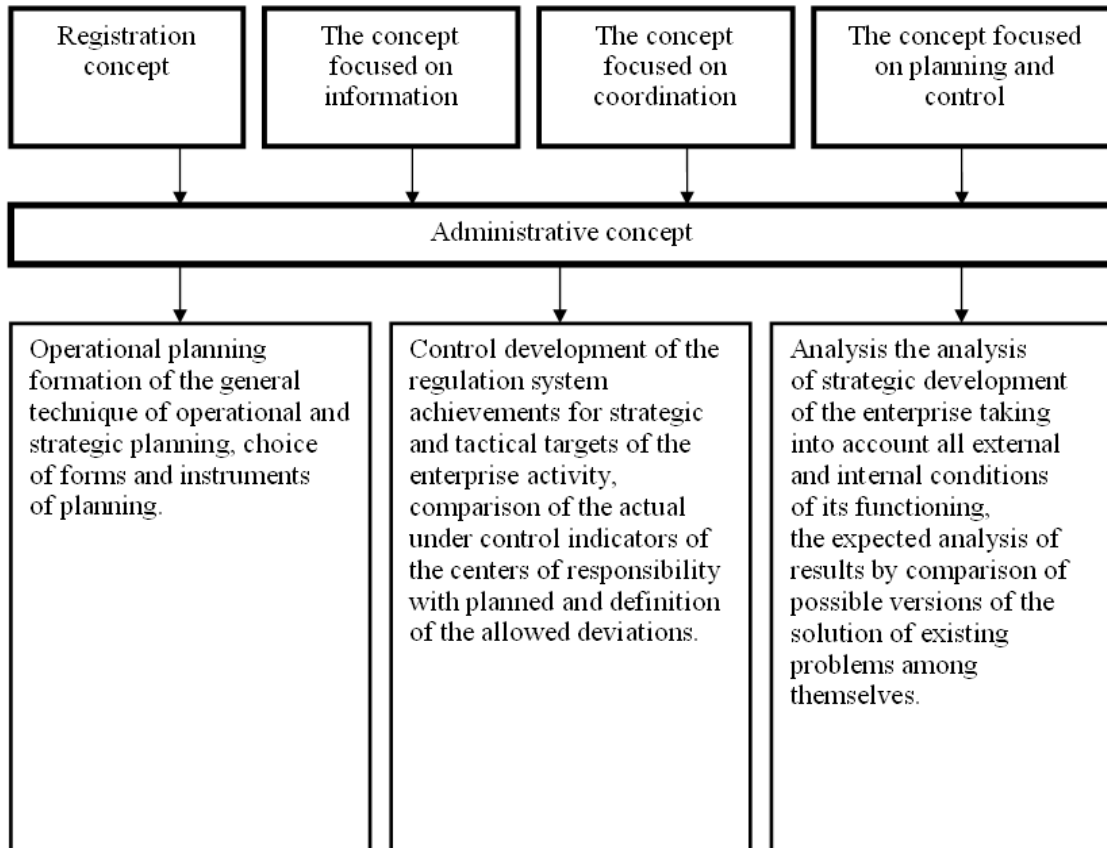 Registration
concept
The concept
focused on
information
The concept
focused on
coordination
The concept focused
on planning and
control
Administrative concept
Operational planning
formation of the general
technique of operational and
strategic planning, choice
of forms and instruments
of planning.
Control development of the
regulation system
achievements for strategic
and tactical targets of the
enterprise activity,
comparison of the actual
under control indicators of
the centers of responsibility
with planned and definition
of the allowed deviations.
Analysis the analysis
of strategic development
of the enterprise taking
into account all external
and internal conditions
of its functioning,
the expected analysis of
results by comparison of
possible versions of the
solution of existing
problems among
themselves.